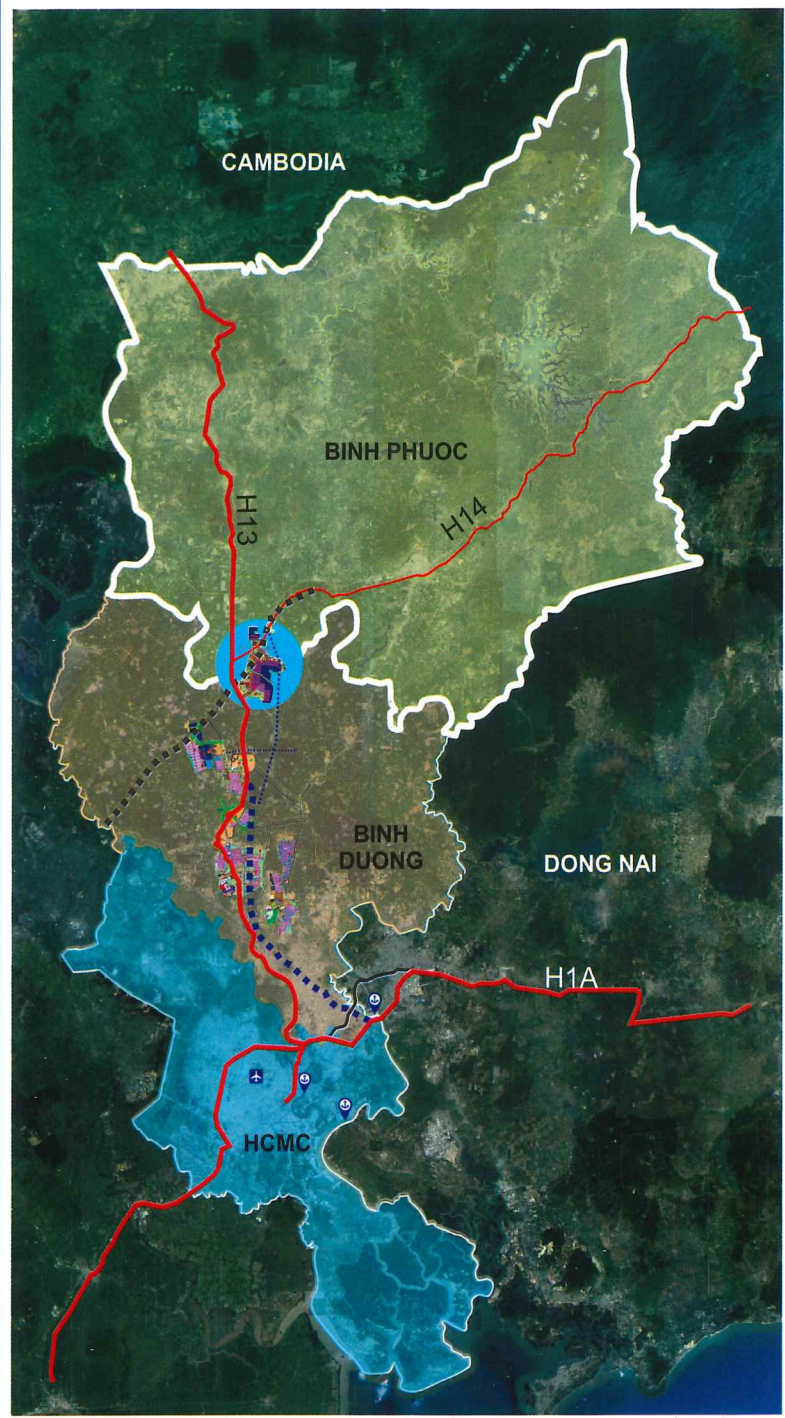 CAMBODIA
BINH PHUOC
H13
H14
BINH
DUONG
DONG NAI
H1A
HCMC